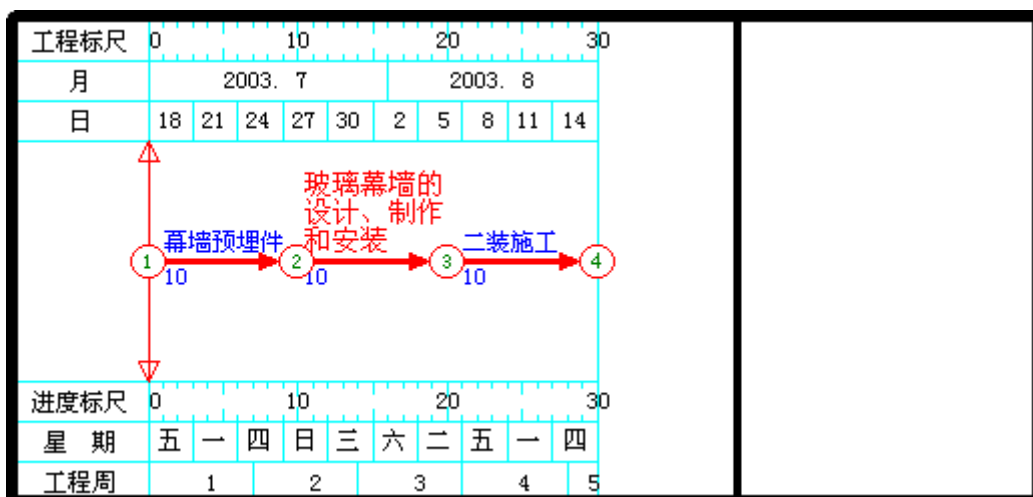 工程标尺 0 10 20 30
月 2003. 7 2003. 8
日 18 21 24 27 30 2 5 8 11 14
玻璃幕墙的
设计、制作
和安装
幕墙预埋件 二装施工
1 2 3 4
10 10 10
进度标尺 0 10 20 30
星 期 五 一 四 日 三 六 二 五 一 四
工程周 1 2 3 4 5